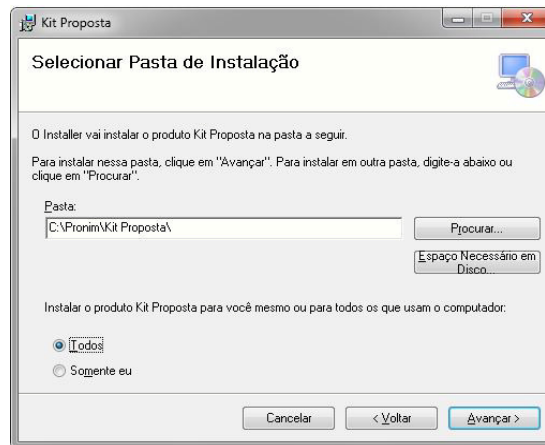 Kit Proposta
Selecionar Pasta de Instalação
O Installer vai instalar o produto Kit Proposta na pasta a seguir.
Para instalar nessa pasta, clique em "Avançar". Para instalar em outra pasta, digite-a abaixo ou
clique em "Procurar".
Pasta:
C:\Pronim\Kit Proposta\
Procurar...
Espaço Necessário em
Disco...
Instalar o produto Kit Proposta para você mesmo ou para todos os que usam o computador:
Todos
Somente eu
Cancelar
< Voltar
Avançar >